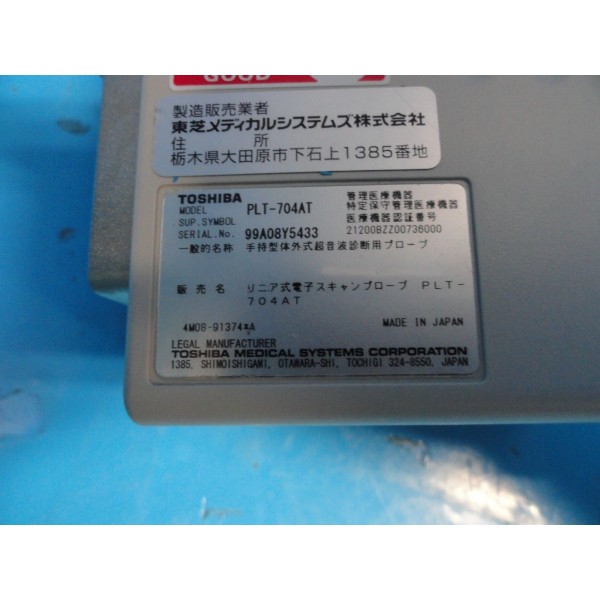 GOOD
製造販売業者
東芝メディカルシステムズ株式会社
住 所
栃木県大田原市下石上1385番地
TOSHIBA
MODEL PLT-704AT
SUP.SYMBOL
SERIAL.No. 99A08Y5433
管理医療機器
特定保守管理医療機器
医療機器認証番号
21200BZZ00736000
一般的名称 手持型体外式超音波診断用プローブ
販売名 リニア式電子スキャンプローブ PLT-
704AT
4M08-91374*A MADE IN JAPAN
LEGAL MANUFACTURER
TOSHIBA MEDICAL SYSTEMS CORPORATION
1385, SHIMOISHIGAMI, OTAWARA-SHI, TOCHIGI 324-8550, JAPAN